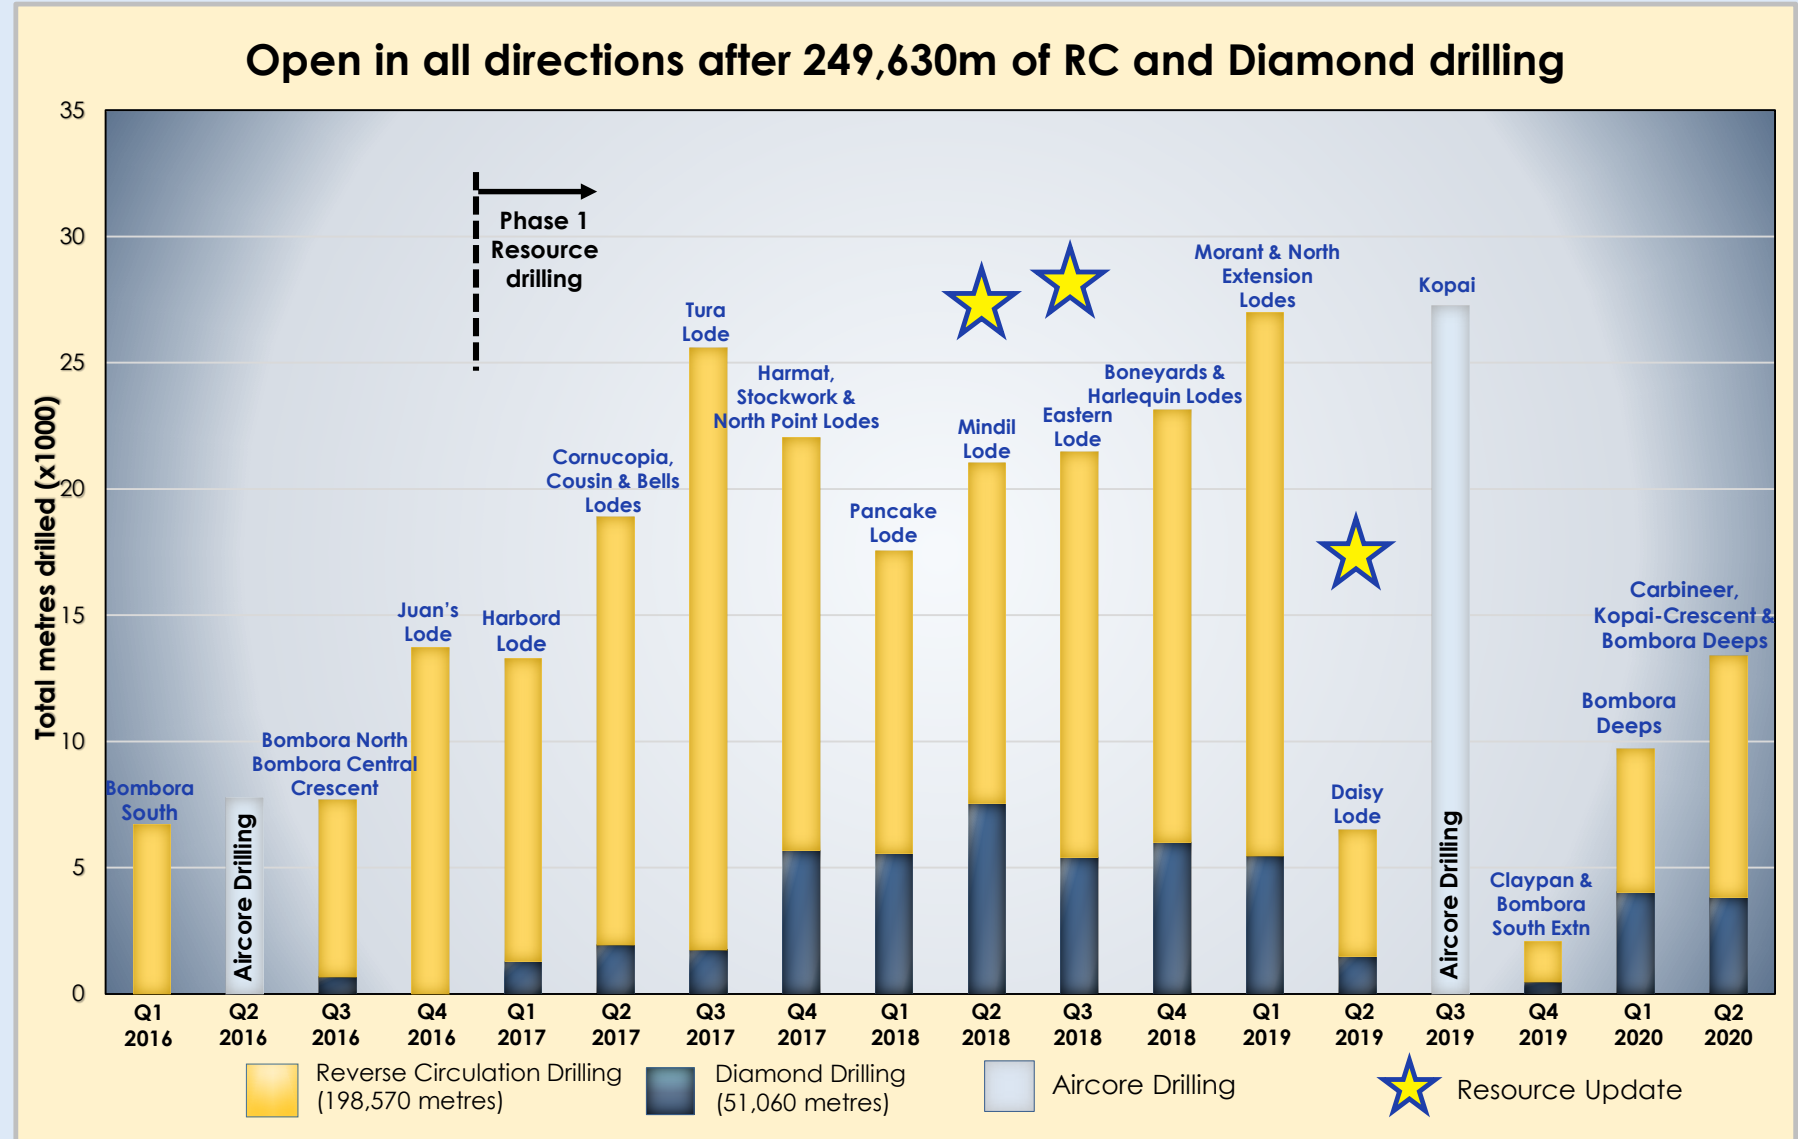 Open in all directions after 249,630m of RC and Diamond drilling
Total metres drilled (x1000)
35
30
25
20
15
10
5
0
Phase 1
Resource
drilling
Bombora
South
Aircore Drilling
Bombora North
Bombora Central
Crescent
Juan’s
Lode
Harbord
Lode
Cornucopia,
Cousin & Bells
Lodes
Tura
Lode
Harmat,
Stockwork &
North Point Lodes
Pancake
Lode
Mindil
Lode
Eastern
Lode
Boneyards &
Harlequin Lodes
Morant & North
Extension
Lodes
Daisy
Lode
Kopai
Aircore Drilling
Claypan &
Bombora
South Extn
Bombora
Deeps
Carbineer,
Kopai-Crescent &
Bombora Deeps
Q1
2016
Q2
2016
Q3
2016
Q4
2016
Q1
2017
Q2
2017
Q3
2017
Q4
2017
Q1
2018
Q2
2018
Q3
2018
Q4
2018
Q1
2019
Q2
2019
Q3
2019
Q4
2019
Q1
2020
Q2
2020
Reverse Circulation Drilling
(198,570 metres)
Diamond Drilling
(51,060 metres)
Aircore Drilling
Resource Update